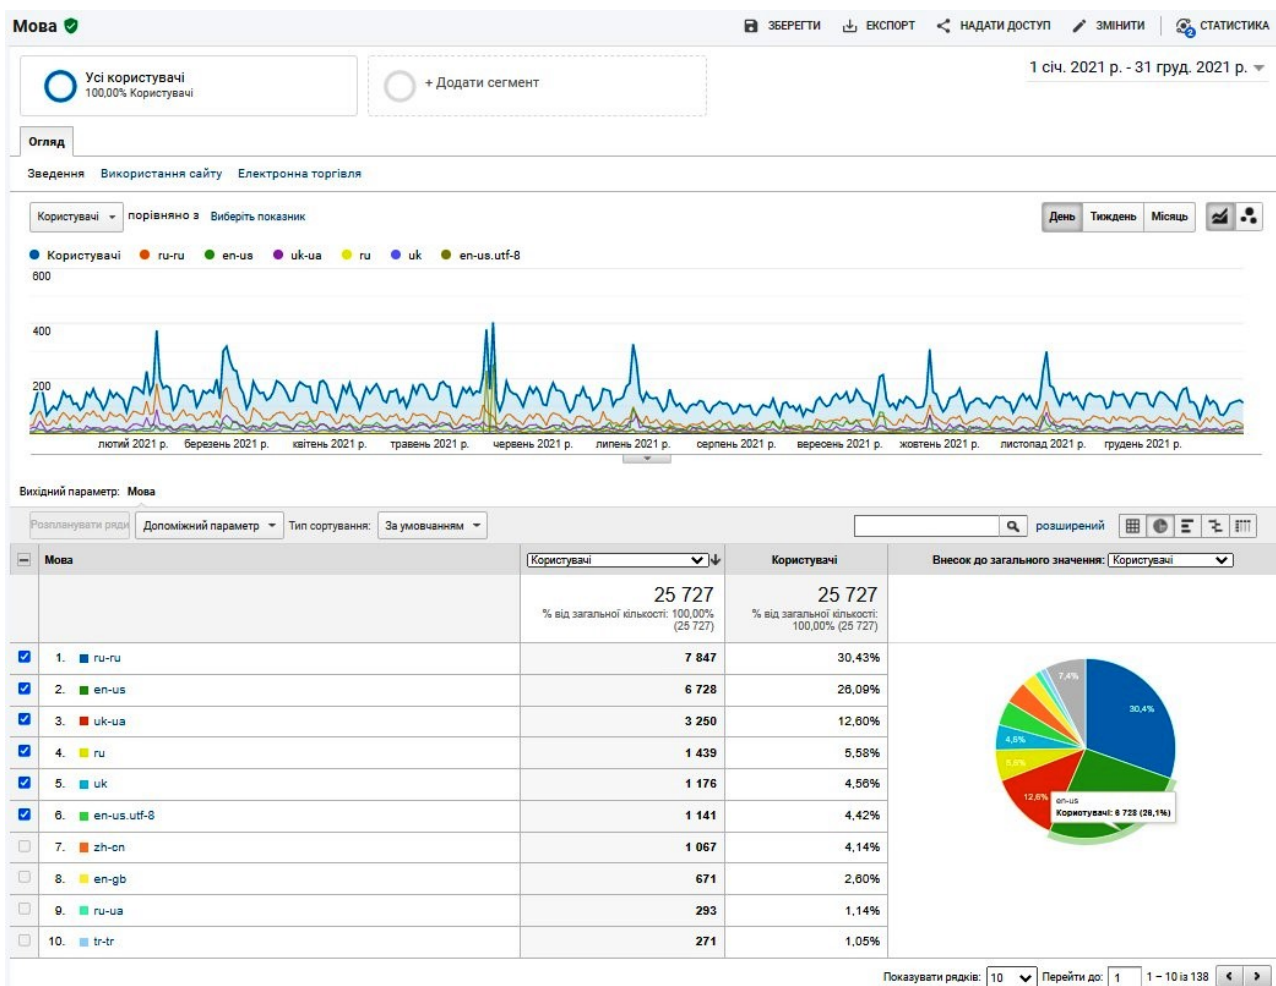 Мова
ЗБЕРЕГТИ ЕКСПОРТ НАДАТИ ДОСТУП ЗМІНИТИ 2 СТАТИСТИКА
Усі користувачі
100,00% Користувачі
+ Додати сегмент
1 січ. 2021 р. - 31 груд. 2021 р.
Огляд
Зведення Використання сайту Електронна торгівля
Користувачі порівняно з Виберіть показник
День Тиждень Місяць
Користувачі ru-ru en-us uk-ua ru uk en-us.utf-8
600
400
200
лютий 2021 р. березень 2021 р. квітень 2021 р. травень 2021 р. червень 2021 р. липень 2021 р. серпень 2021 р. вересень 2021 р. жовтень 2021 р. листопад 2021 р. грудень 2021 р.
Вихідний параметр: Мова
Розпланувати ряди Допоміжний параметр Тип сортування: За умовчанням
розширений
Мова Користувачі Користувачі Внесок до загального значення: Користувачі
25 727 25 727
% від загальної кількості: 100,00% (25 727) % від загальної кількості: 100,00% (25 727)
1. ru-ru 7 847 30,43%
2. en-us 6 728 26,09%
3. uk-ua 3 250 12,60%
4. ru 1 439 5,58%
5. uk 1 176 4,56%
6. en-us.utf-8 1 141 4,42%
7. zh-cn 1 067 4,14%
8. en-gb 671 2,60%
9. ru-ua 293 1,14%
10. tr-tr 271 1,05%
7,4%
30,4%
4,6%
5,6%
12,6%
en-us
Користувачі: 6 728 (26,1%)
Показувати рядків: 10 Перейти до: 1 1 – 10 із 138